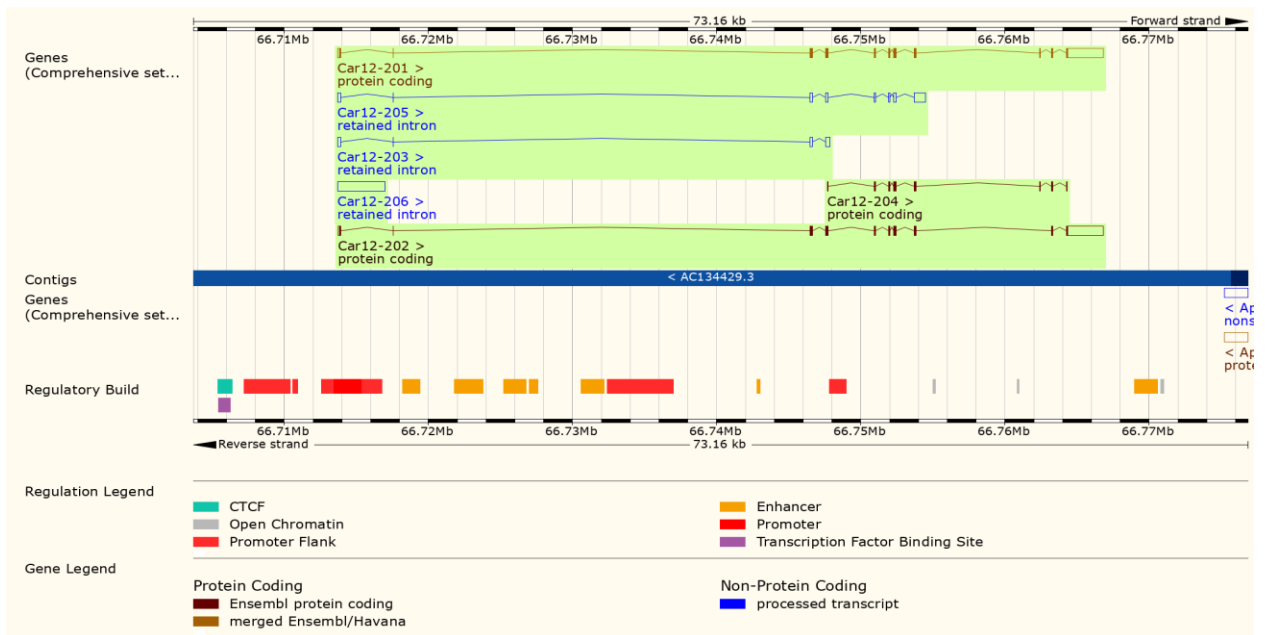 73.16 kb
Forward strand
66.71Mb 66.72Mb 66.73Mb 66.74Mb 66.75Mb 66.76Mb 66.77Mb
Genes
(Comprehensive set...
Car12-201 >
protein coding
Car12-205 >
retained intron
Car12-203 >
retained intron
Car12-206 >
retained intron
Car12-204 >
protein coding
Car12-202 >
protein coding
Contigs
< AC134429.3
Genes
(Comprehensive set...
< Ap
nons
< Ap
prote
Regulatory Build
66.71Mb 66.72Mb 66.73Mb 66.74Mb 66.75Mb 66.76Mb 66.77Mb
Reverse strand
73.16 kb
Regulation Legend
CTCF
Open Chromatin
Promoter Flank
Enhancer
Promoter
Transcription Factor Binding Site
Gene Legend
Protein Coding
Ensembl protein coding
merged Ensembl/Havana
Non-Protein Coding
processed transcript